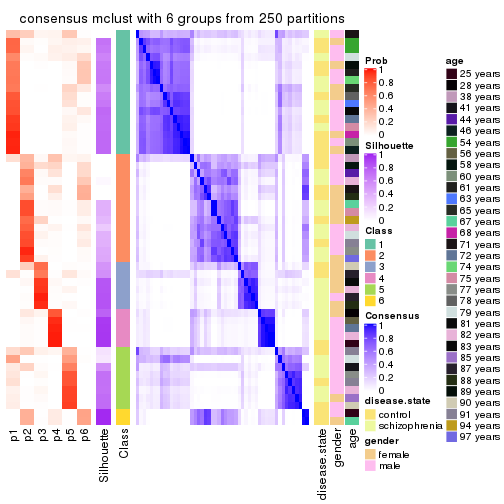 consensus mclust with 6 groups from 250 partitions
p1
p2
p3
p4
p5
p6
Silhouette
Class
disease.state
gender
age
Prob
1
0.8
0.6
0.4
0.2
0
Silhouette
1
0.8
0.6
0.4
0.2
0
Class
1
2
3
4
5
6
Consensus
1
0.8
0.6
0.4
0.2
0
disease.state
control
schizophrenia
gender
female
male
age
25 years
28 years
38 years
41 years
44 years
46 years
54 years
56 years
58 years
60 years
61 years
63 years
65 years
67 years
68 years
71 years
72 years
74 years
75 years
77 years
78 years
79 years
81 years
82 years
83 years
85 years
87 years
88 years
89 years
90 years
91 years
94 years
97 years